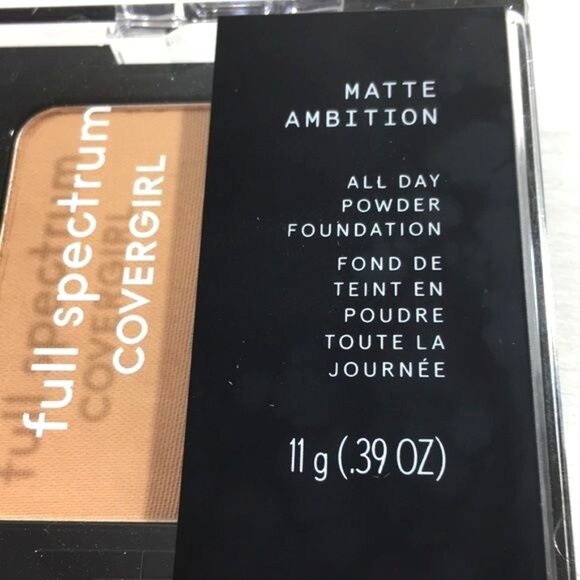 full spectrum
COVERGIRL
MATTE
AMBITION
ALL DAY
POWDER
FOUNDATION
FOND DE
TEINT EN
POUDRE
TOUTE LA
JOURNÉE
11 g (.39 OZ)